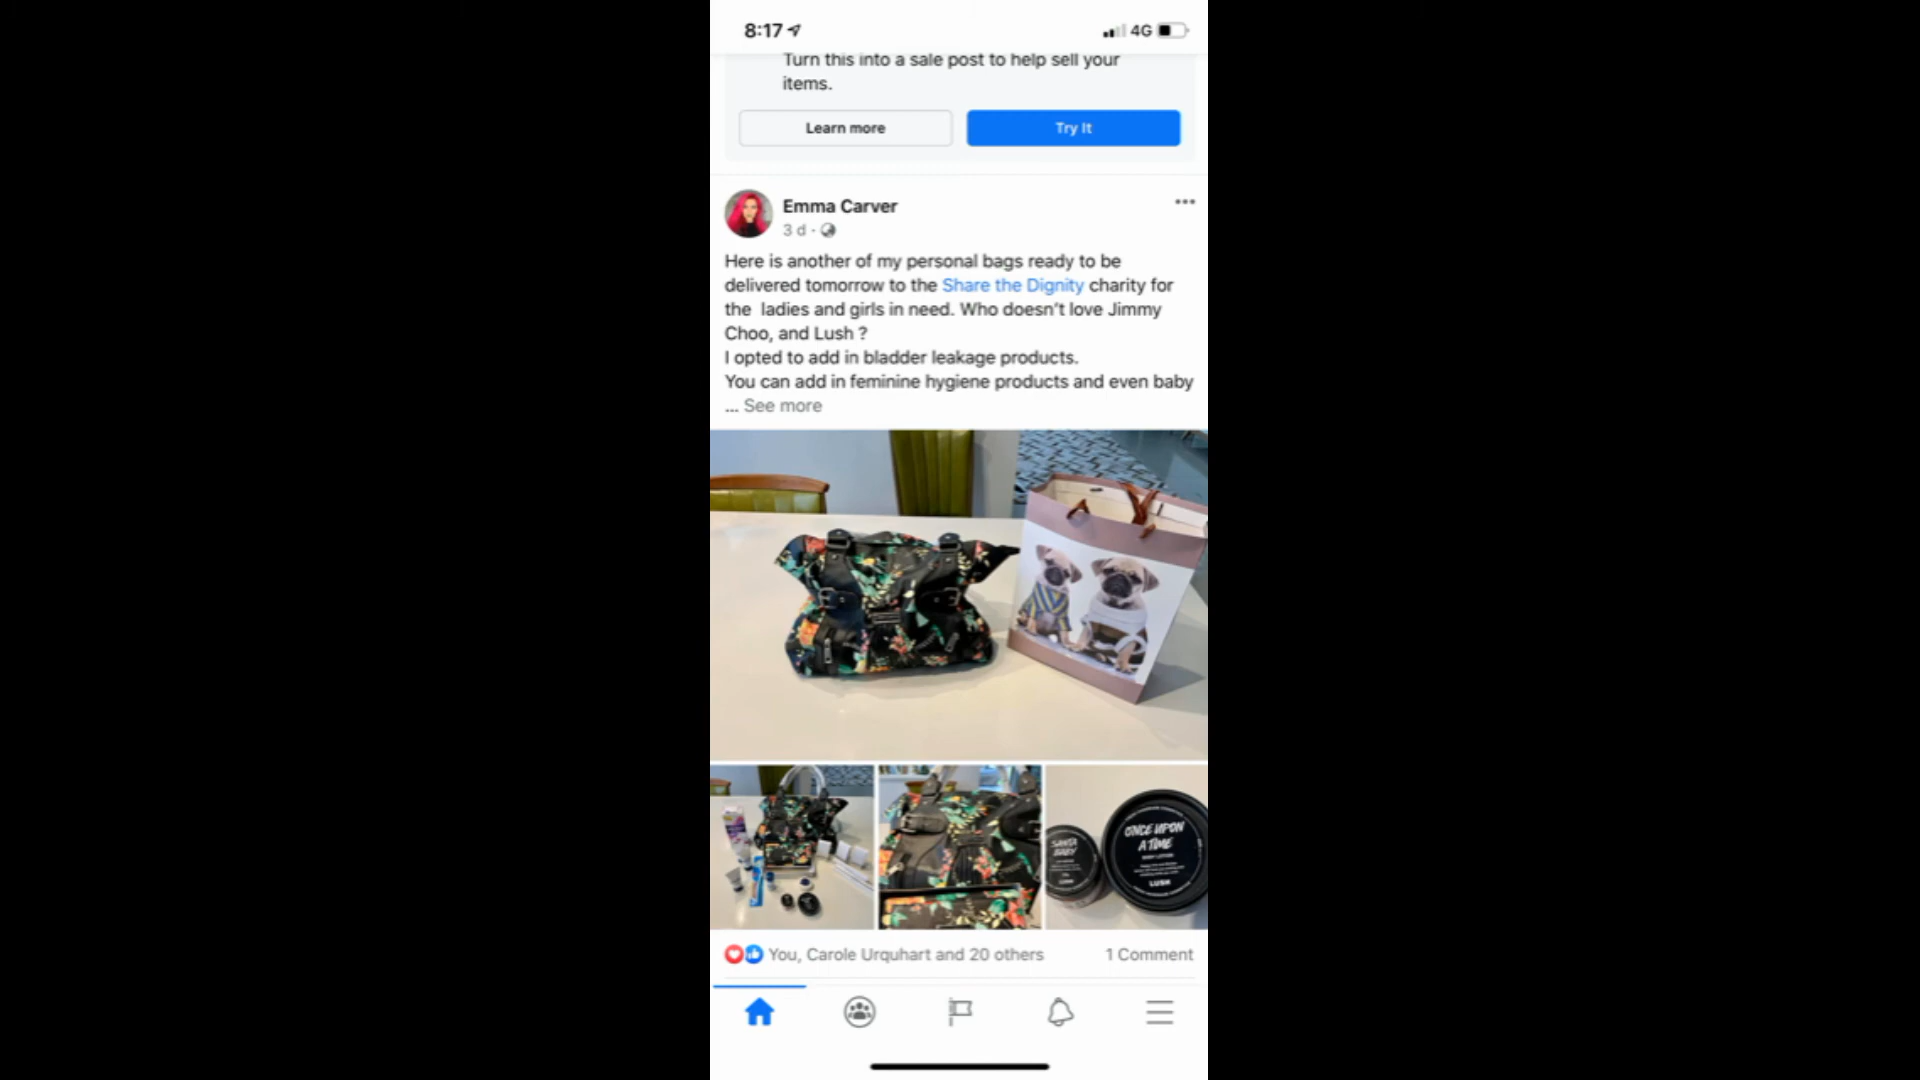 8:17
4G
Turn this into a sale post to help sell your
items.
Learn more
Try It
Emma Carver
3 d ·
Here is another of my personal bags ready to be
delivered tomorrow to the Share the Dignity charity for
the  ladies and girls in need. Who doesn’t love Jimmy
Choo, and Lush ?
I opted to add in bladder leakage products.
You can add in feminine hygiene products and even baby
... See more
SANTA
BABY
ONCE UPON
A TIME
BODY LOTION
LUSH
You, Carole Urquhart and 20 others
1 Comment